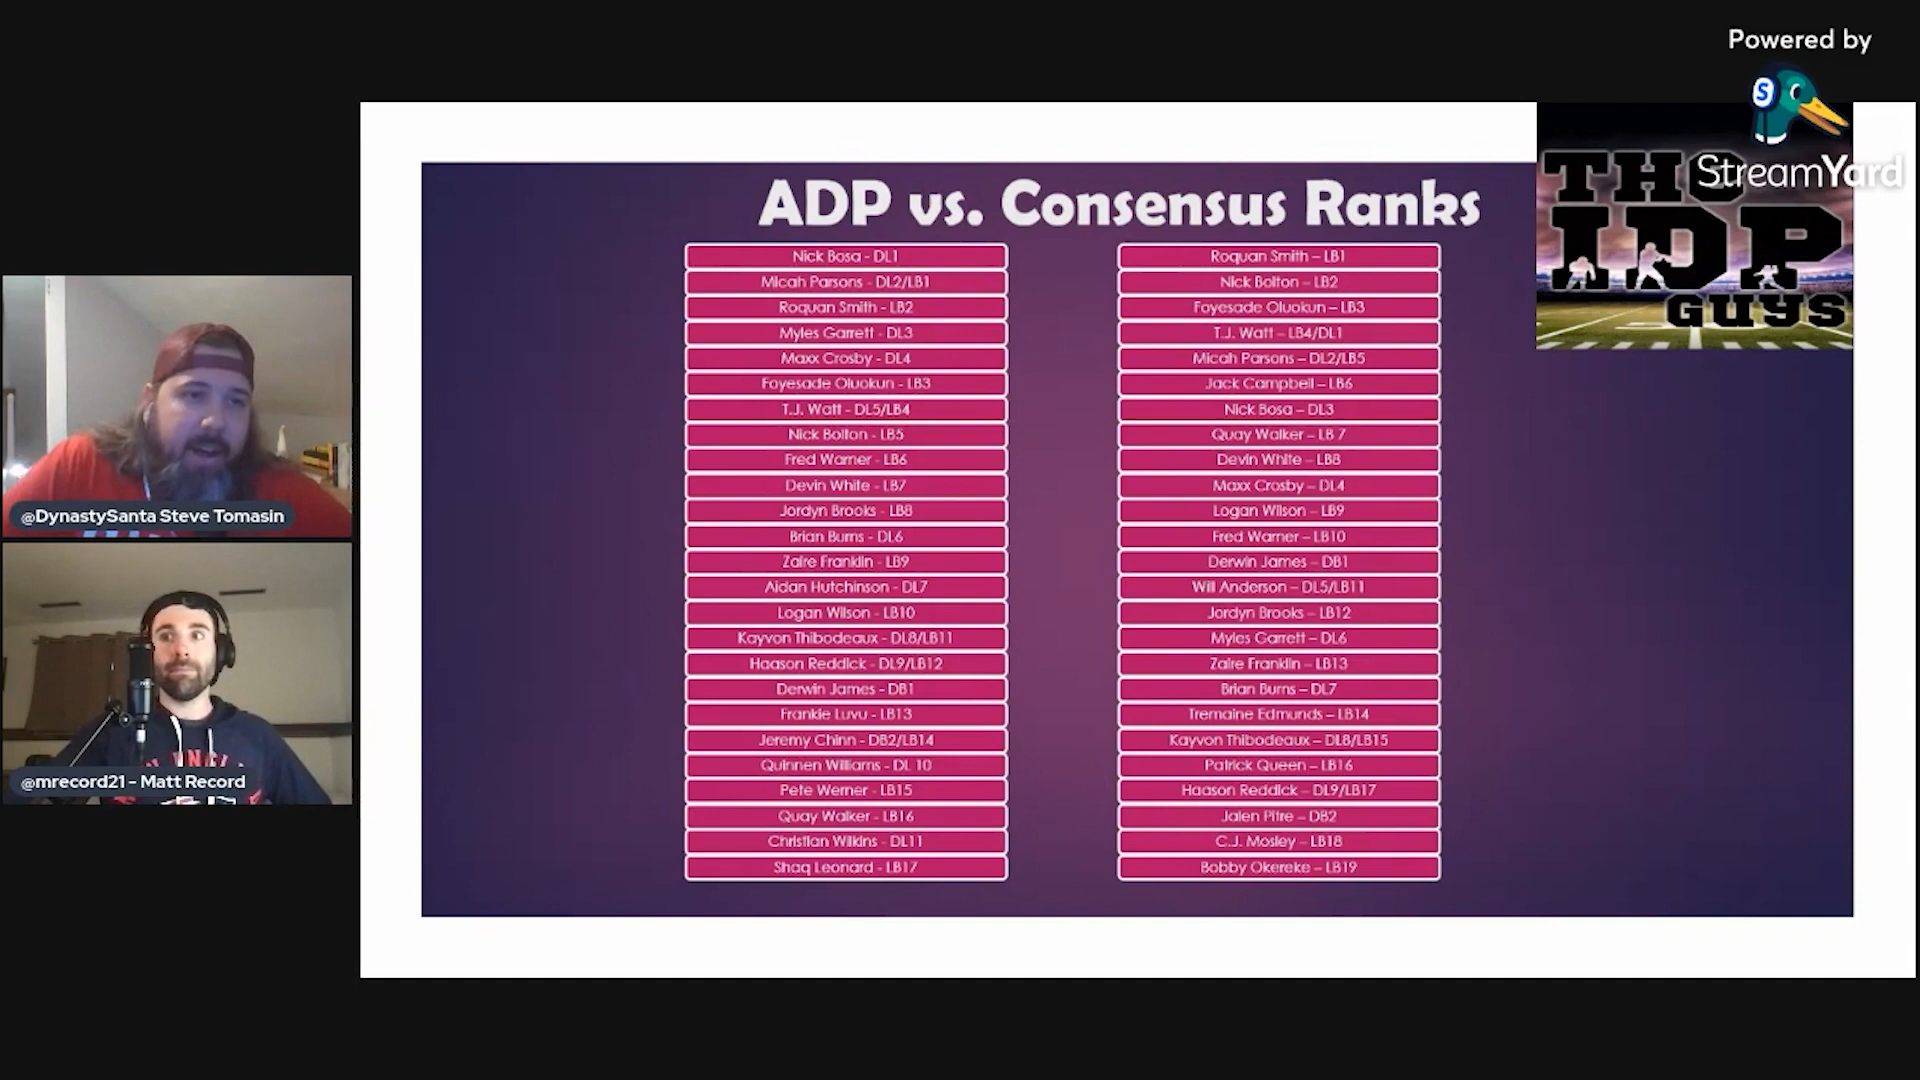 Powered by
StreamYard
THE
IDP
GUYS
ADP vs. Consensus Ranks
Nick Bosa - DL1
Micah Parsons - DL2/LB1
Roquan Smith - LB2
Myles Garrett - DL3
Maxx Crosby - DL4
Foyesade Oluokun - LB3
T.J. Watt - DL5/LB4
Nick Bolton - LB5
Fred Warner - LB6
Devin White - LB7
Jordyn Brooks - LB8
Brian Burns - DL6
Zaire Franklin - LB9
Aidan Hutchinson - DL7
Logan Wilson - LB10
Kayvon Thibodeaux - DL8/LB11
Haason Reddick - DL9/LB12
Derwin James - DB1
Frankie Luvu - LB13
Jeremy Chinn - DB2/LB14
Quinnen Williams - DL 10
Pete Werner - LB15
Quay Walker - LB16
Christian Wilkins - DL11
Shaq Leonard - LB17
Roquan Smith – LB1
Nick Bolton – LB2
Foyesade Oluokun – LB3
T.J. Watt – LB4/DL1
Micah Parsons – DL2/LB5
Jack Campbell – LB6
Nick Bosa – DL3
Quay Walker – LB 7
Devin White – LB8
Maxx Crosby – DL4
Logan Wilson – LB9
Fred Warner – LB10
Derwin James – DB1
Will Anderson – DL5/LB11
Jordyn Brooks – LB12
Myles Garrett – DL6
Zaire Franklin – LB13
Brian Burns – DL7
Tremaine Edmunds – LB14
Kayvon Thibodeaux – DL8/LB15
Patrick Queen – LB16
Haason Reddick – DL9/LB17
Jalen Pitre – DB2
C.J. Mosley – LB18
Bobby Okereke – LB19
@DynastySanta Steve Tomasin
@mrecord21 - Matt Record